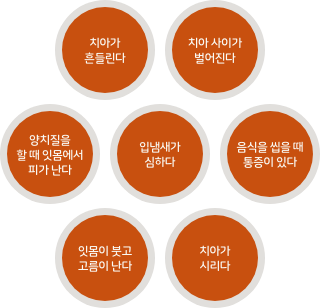 치아가
흔들린다
치아 사이가
벌어진다
양치질을
할 때 잇몸에서
피가 난다
입냄새가
심하다
음식을 씹을 때
통증이 있다
잇몸이 붓고
고름이 난다
치아가
시리다